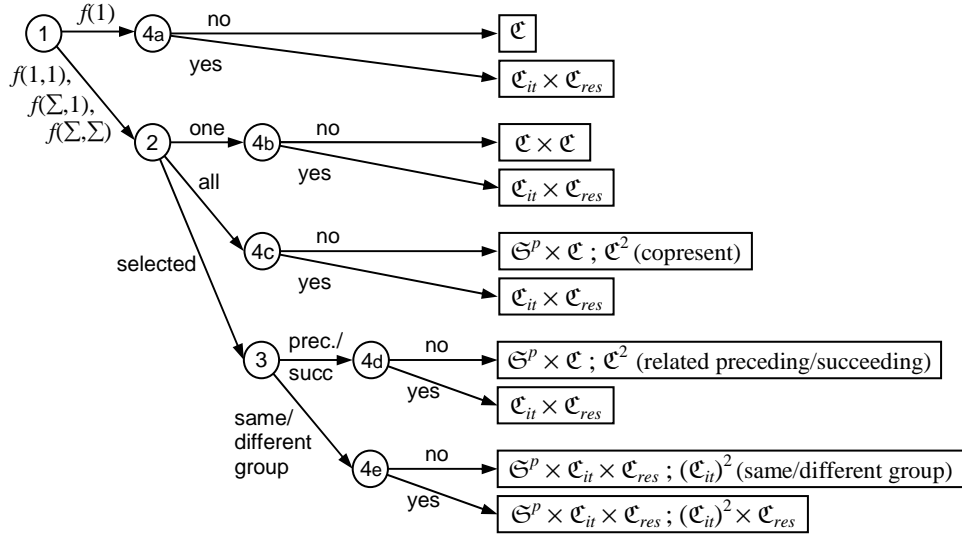 1 f(1) 4a no ℭ
yes ℭ_it × ℭ_res
f(1,1),
f(Σ,1),
f(Σ,Σ)
2 one 4b no ℭ × ℭ
yes ℭ_it × ℭ_res
all
4c no 𝔖^p × ℭ ; ℭ^2 (copresent)
selected
yes ℭ_it × ℭ_res
3 prec./
succ 4d no 𝔖^p × ℭ ; ℭ^2 (related preceding/succeeding)
yes ℭ_it × ℭ_res
same/
different
group
4e no 𝔖^p × ℭ_it × ℭ_res ; (ℭ_it)^2 (same/different group)
yes 𝔖^p × ℭ_it × ℭ_res ; (ℭ_it)^2 × ℭ_res